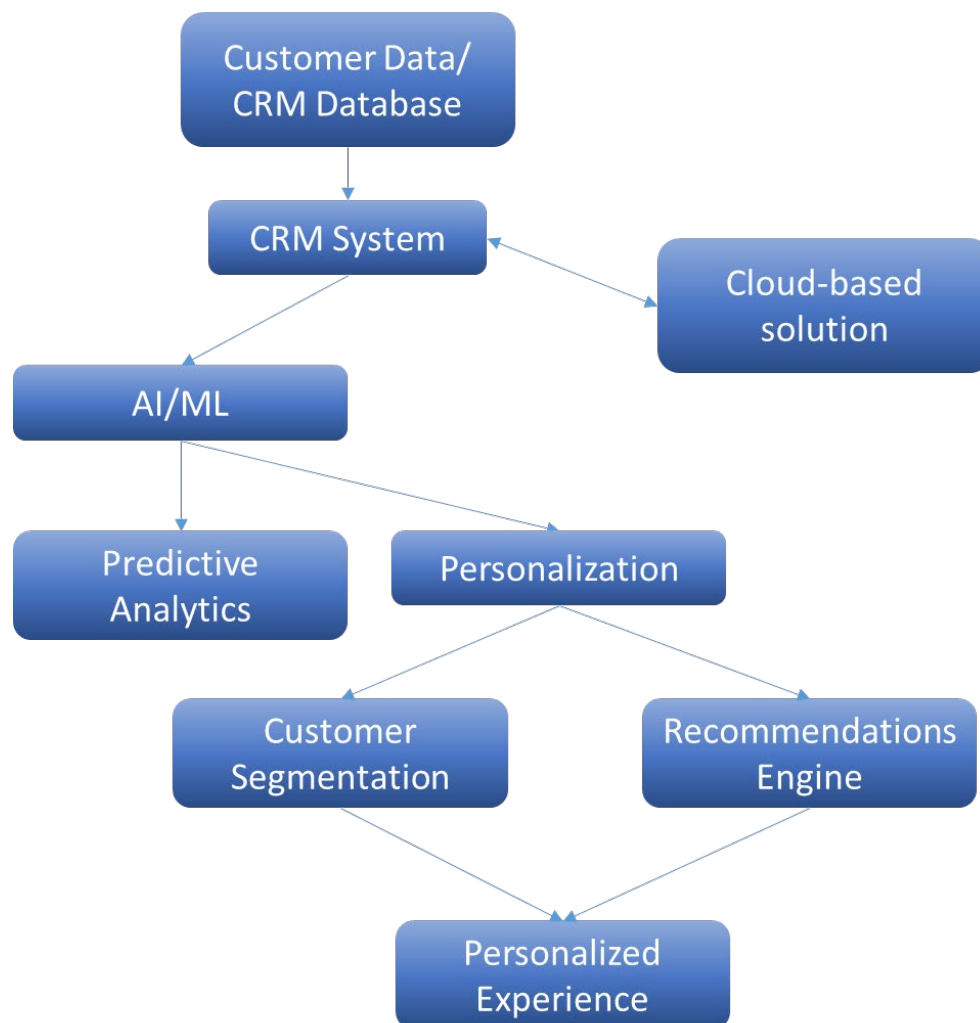 Customer Data/
CRM Database
CRM System
Cloud-based
solution
AI/ML
Predictive
Analytics
Personalization
Customer
Segmentation
Recommendations
Engine
Personalized
Experience